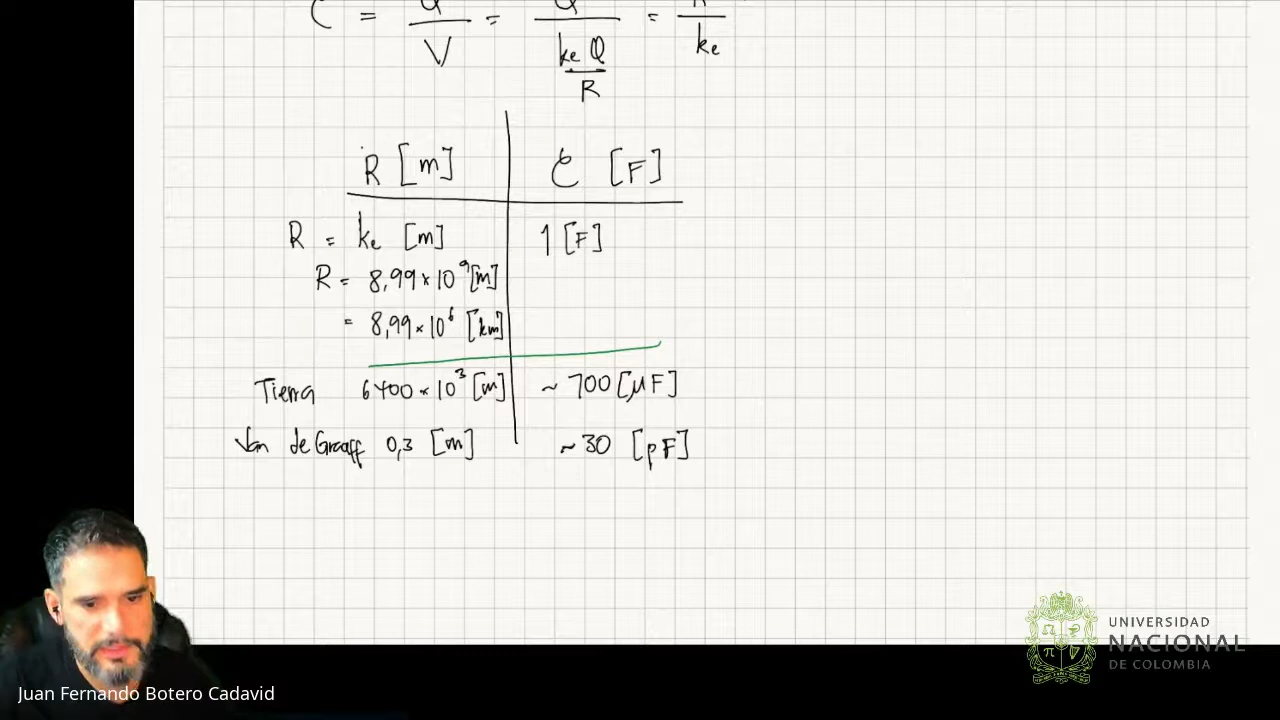 C = Q/V = Q/(ke Q/R) = R/ke
R [m] C [F]
R = ke [m] 1 [F]
R = 8,99 × 10⁹ [m]
= 8,99 × 10⁶ [km]
Tierra 6400 × 10³ [m] ~ 700 [μF]
Van de Graaff 0,3 [m] ~ 30 [pF]
UNIVERSIDAD
NACIONAL
DE COLOMBIA
Juan Fernando Botero Cadavid